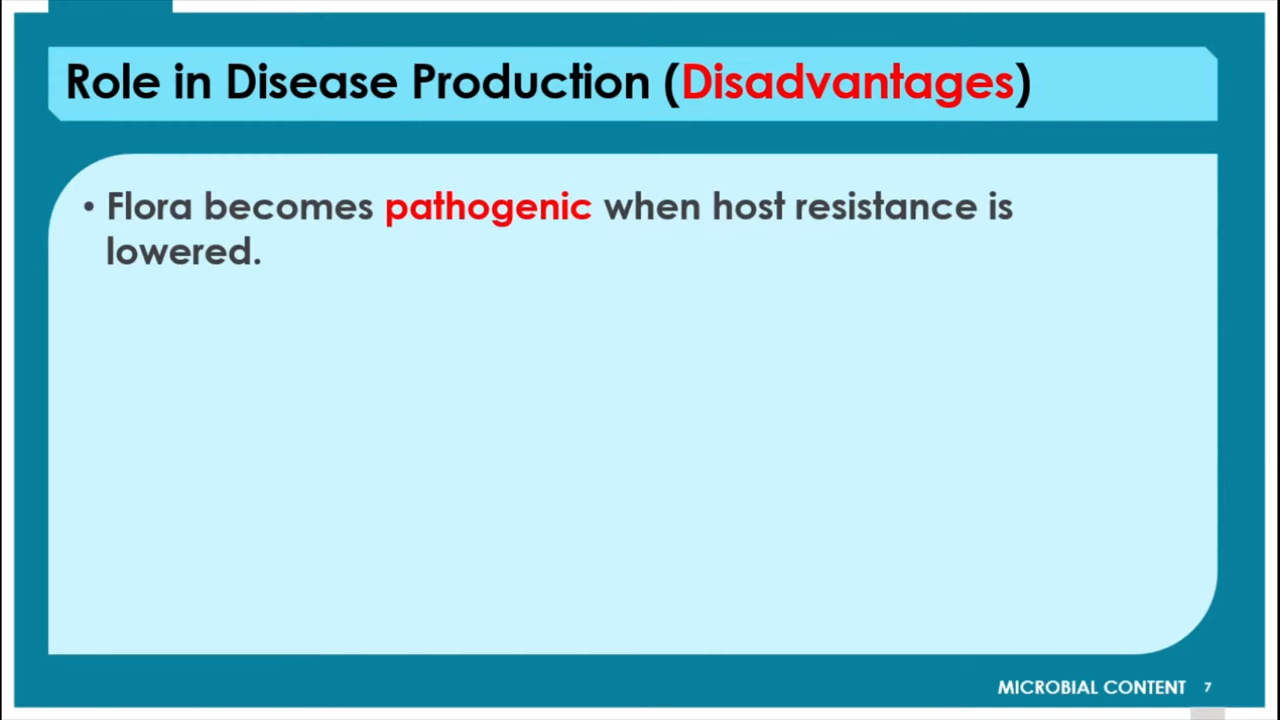 Role in Disease Production (Disadvantages)
• Flora becomes pathogenic when host resistance is
lowered.
MICROBIAL CONTENT 7